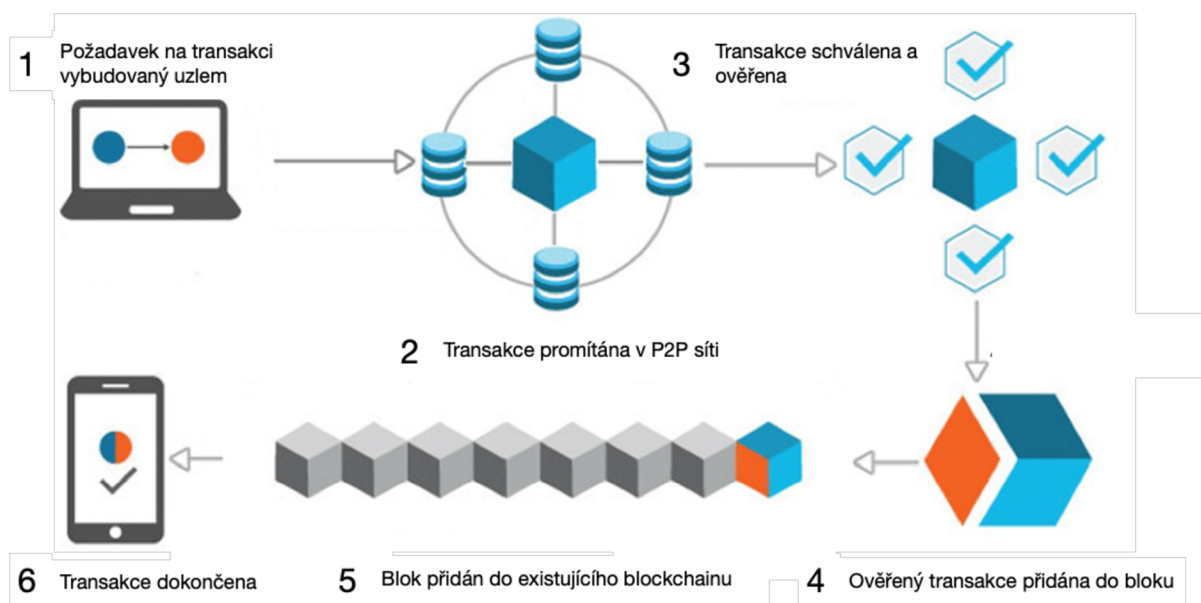 1 Požadavek na transakci
vybudovaný uzlem
2 Transakce promítána v P2P síti
3 Transakce schválena a
ověřena
4 Ověřený transakce přidána do bloku
5 Blok přidán do existujícího blockchainu
6 Transakce dokončena